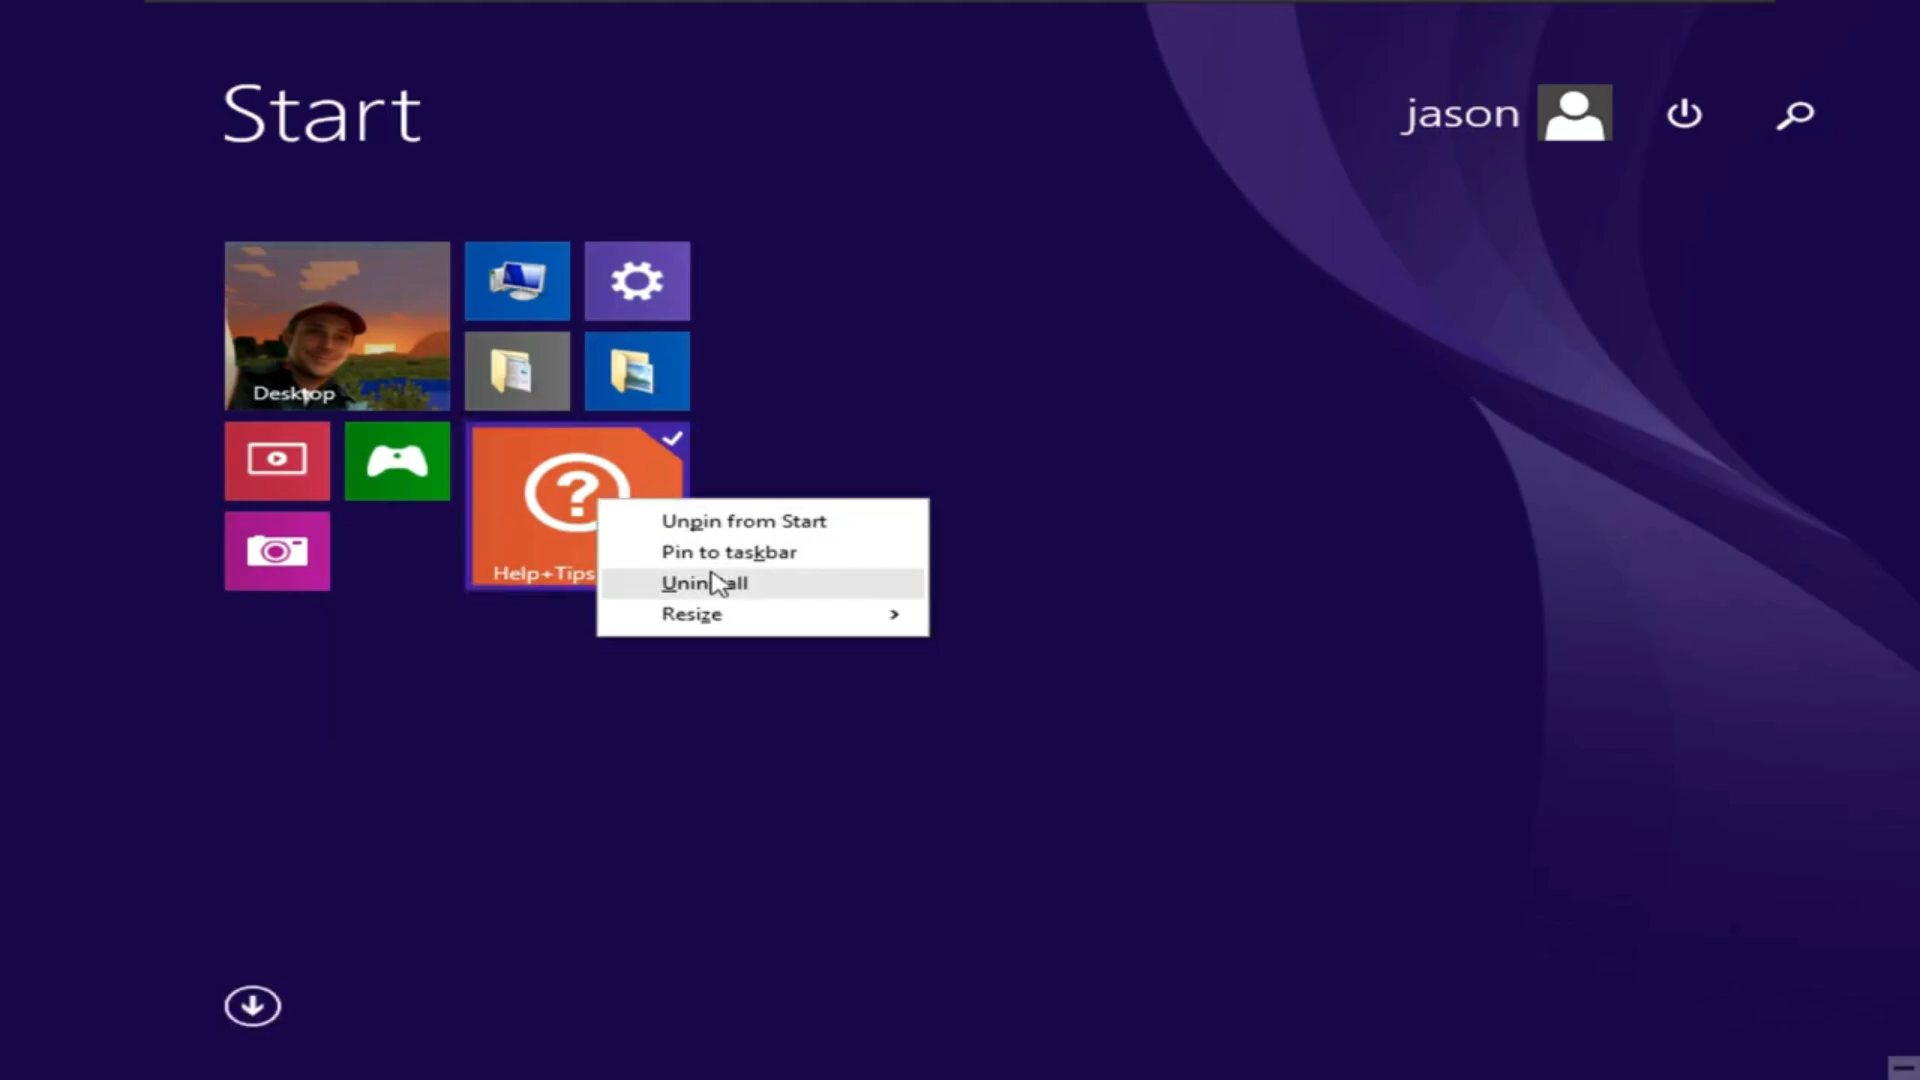 Start
jason
Desktop
Help+Tips
Unpin from Start
Pin to taskbar
Uninstall
Resize